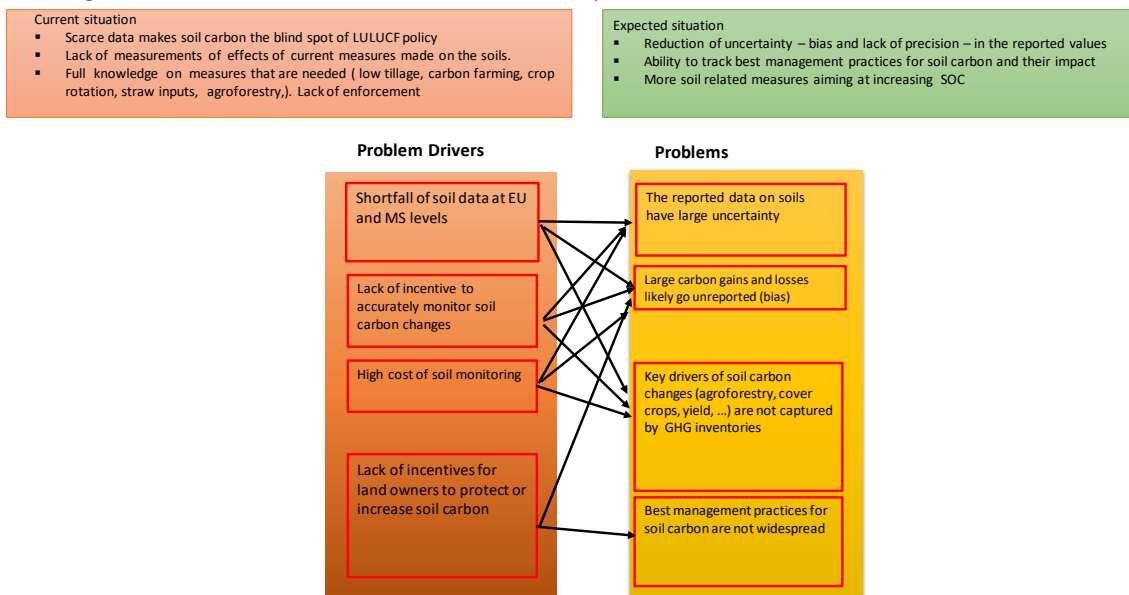 Current situation
▪ Scarce data makes soil carbon the blind spot of LULUCF policy
▪ Lack of measurements of effects of current measures made on the soils.
▪ Full knowledge on measures that are needed ( low tillage, carbon farming, crop
rotation, straw inputs, agroforestry,). Lack of enforcement
Expected situation
▪ Reduction of uncertainty – bias and lack of precision – in the reported values
▪ Ability to track best management practices for soil carbon and their impact
▪ More soil related measures aiming at increasing SOC
Problem Drivers
Shortfall of soil data at EU
and MS levels
Lack of incentive to
accurately monitor soil
carbon changes
High cost of soil monitoring
Lack of incentives for
land owners to protect or
increase soil carbon
Problems
The reported data on soils
have large uncertainty
Large carbon gains and losses
likely go unreported (bias)
Key drivers of soil carbon
changes (agroforestry, cover
crops, yield, ...) are not captured
by GHG inventories
Best management practices for
soil carbon are not widespread